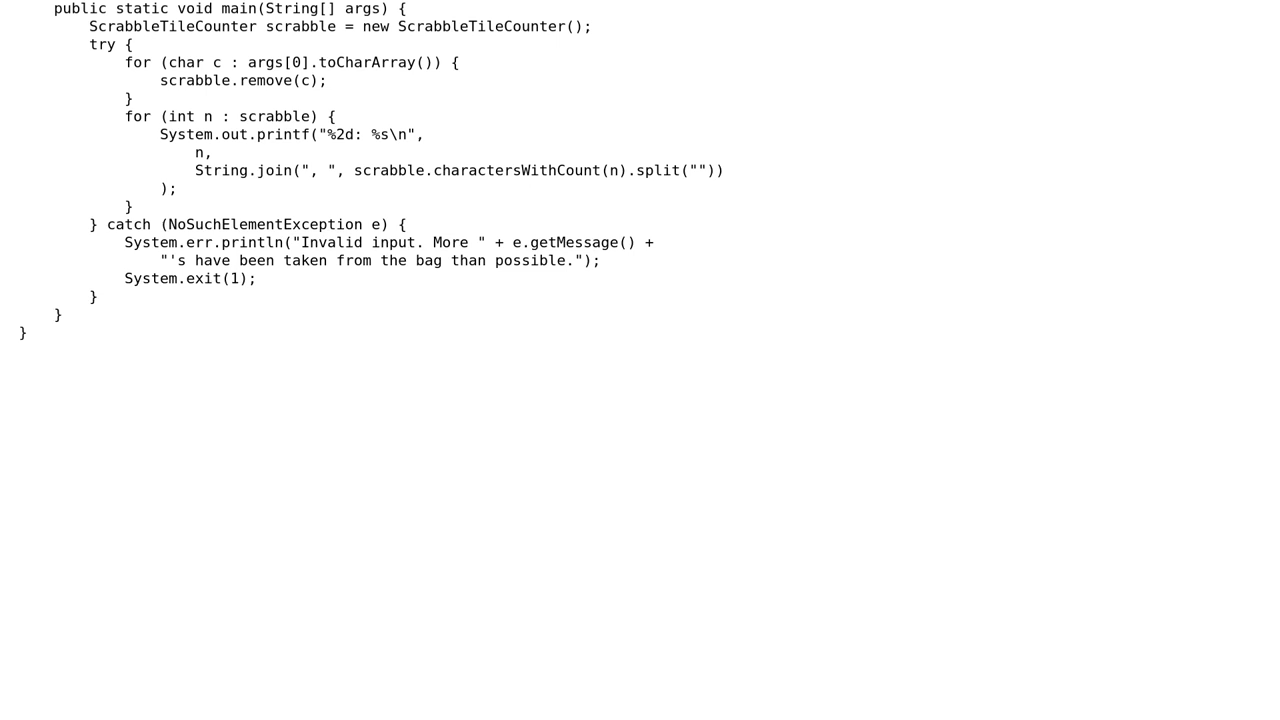 public static void main(String[] args) {
        ScrabbleTileCounter scrabble = new ScrabbleTileCounter();
        try {
            for (char c : args[0].toCharArray()) {
                scrabble.remove(c);
            }
            for (int n : scrabble) {
                System.out.printf("%2d: %s\n",
                    n,
                    String.join(", ", scrabble.charactersWithCount(n).split(""))
                );
            }
        } catch (NoSuchElementException e) {
            System.err.println("Invalid input. More " + e.getMessage() +
                "'s have been taken from the bag than possible.");
            System.exit(1);
        }
    }
}